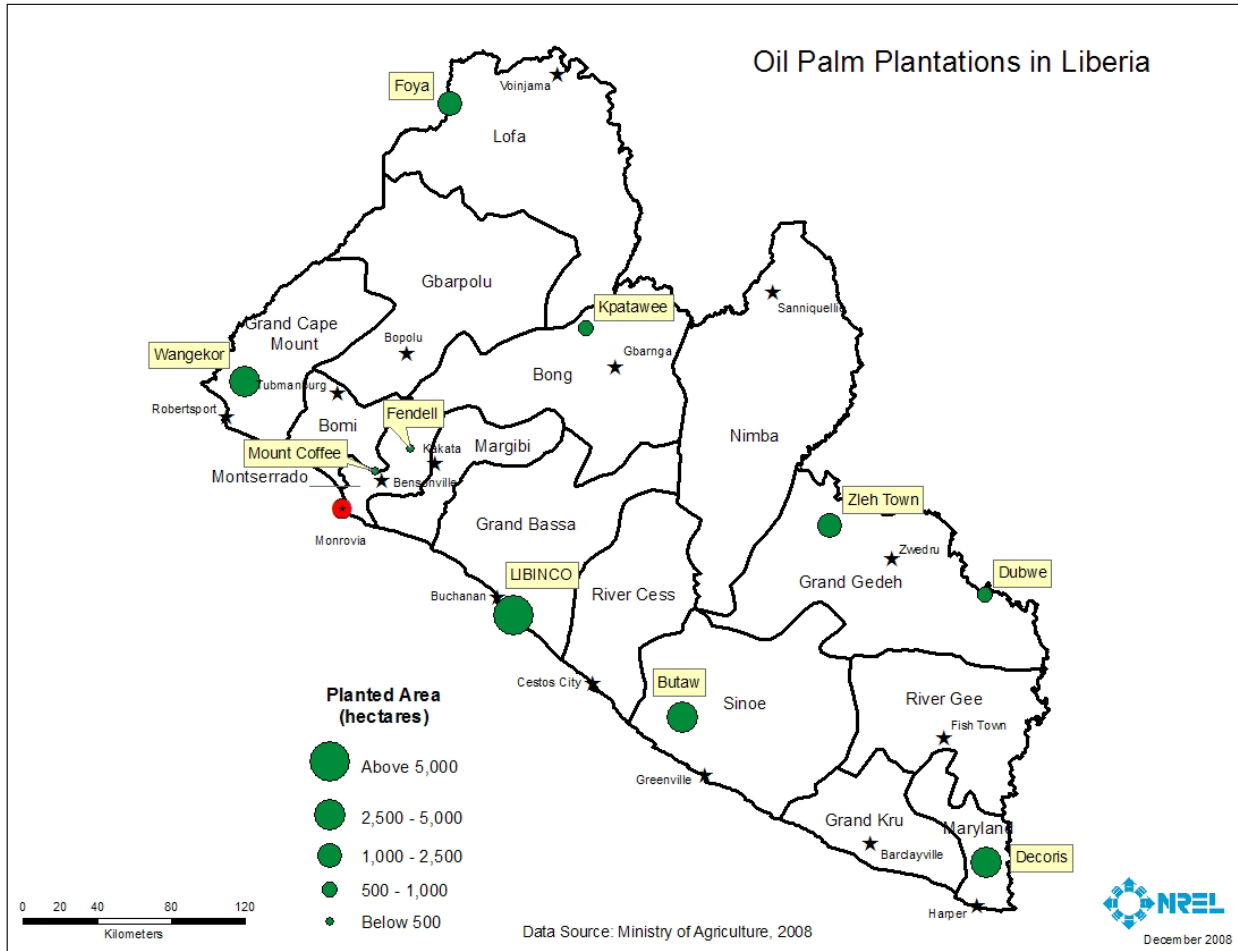 Oil Palm Plantations in Liberia
Foya
Voinjama
Lofa
Gbarpolu
Kpatawee
Sanniquellie
Grand Cape
Mount
Wangekor
Bopolu
Gbarnga
Tubmanburg
Bong
Robertsport
Fendell
Bomi
Nimba
Kakata
Margibi
Mount Coffee
Montserrado
Bensonville
Zleh Town
Grand Bassa
Monrovia
Zwedru
LIBINCO
Dubwe
Grand Gedeh
Buchanan
River Cess
Cestos City
Butaw
Sinoe
River Gee
Fish Town
Greenville
Grand Kru
Maryland
Barclayville
Decoris
Harper
Planted Area
(hectares)
Above 5,000
2,500 - 5,000
1,000 - 2,500
500 - 1,000
Below 500
0 20 40 80 120
Kilometers
Data Source: Ministry of Agriculture, 2008
NREL
December 2008